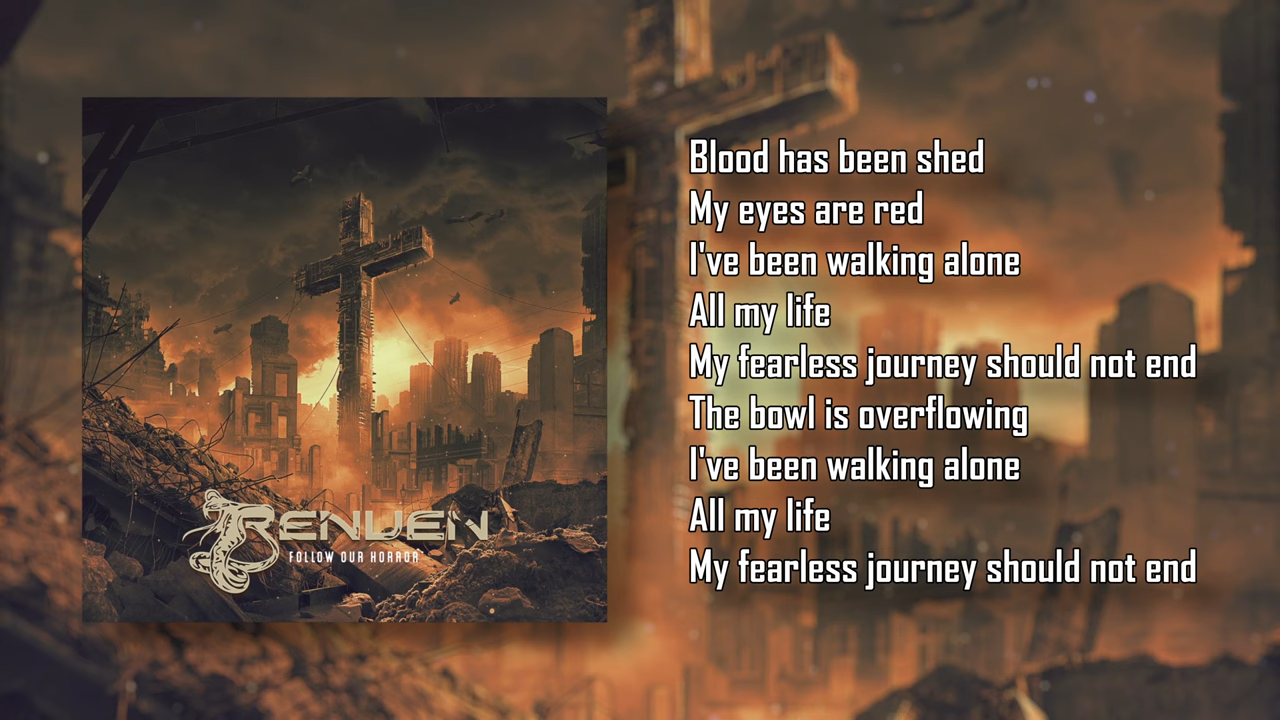 RENUEN
FOLLOW OUR HORROR
Blood has been shed
My eyes are red
I've been walking alone
All my life
My fearless journey should not end
The bowl is overflowing
I've been walking alone
All my life
My fearless journey should not end